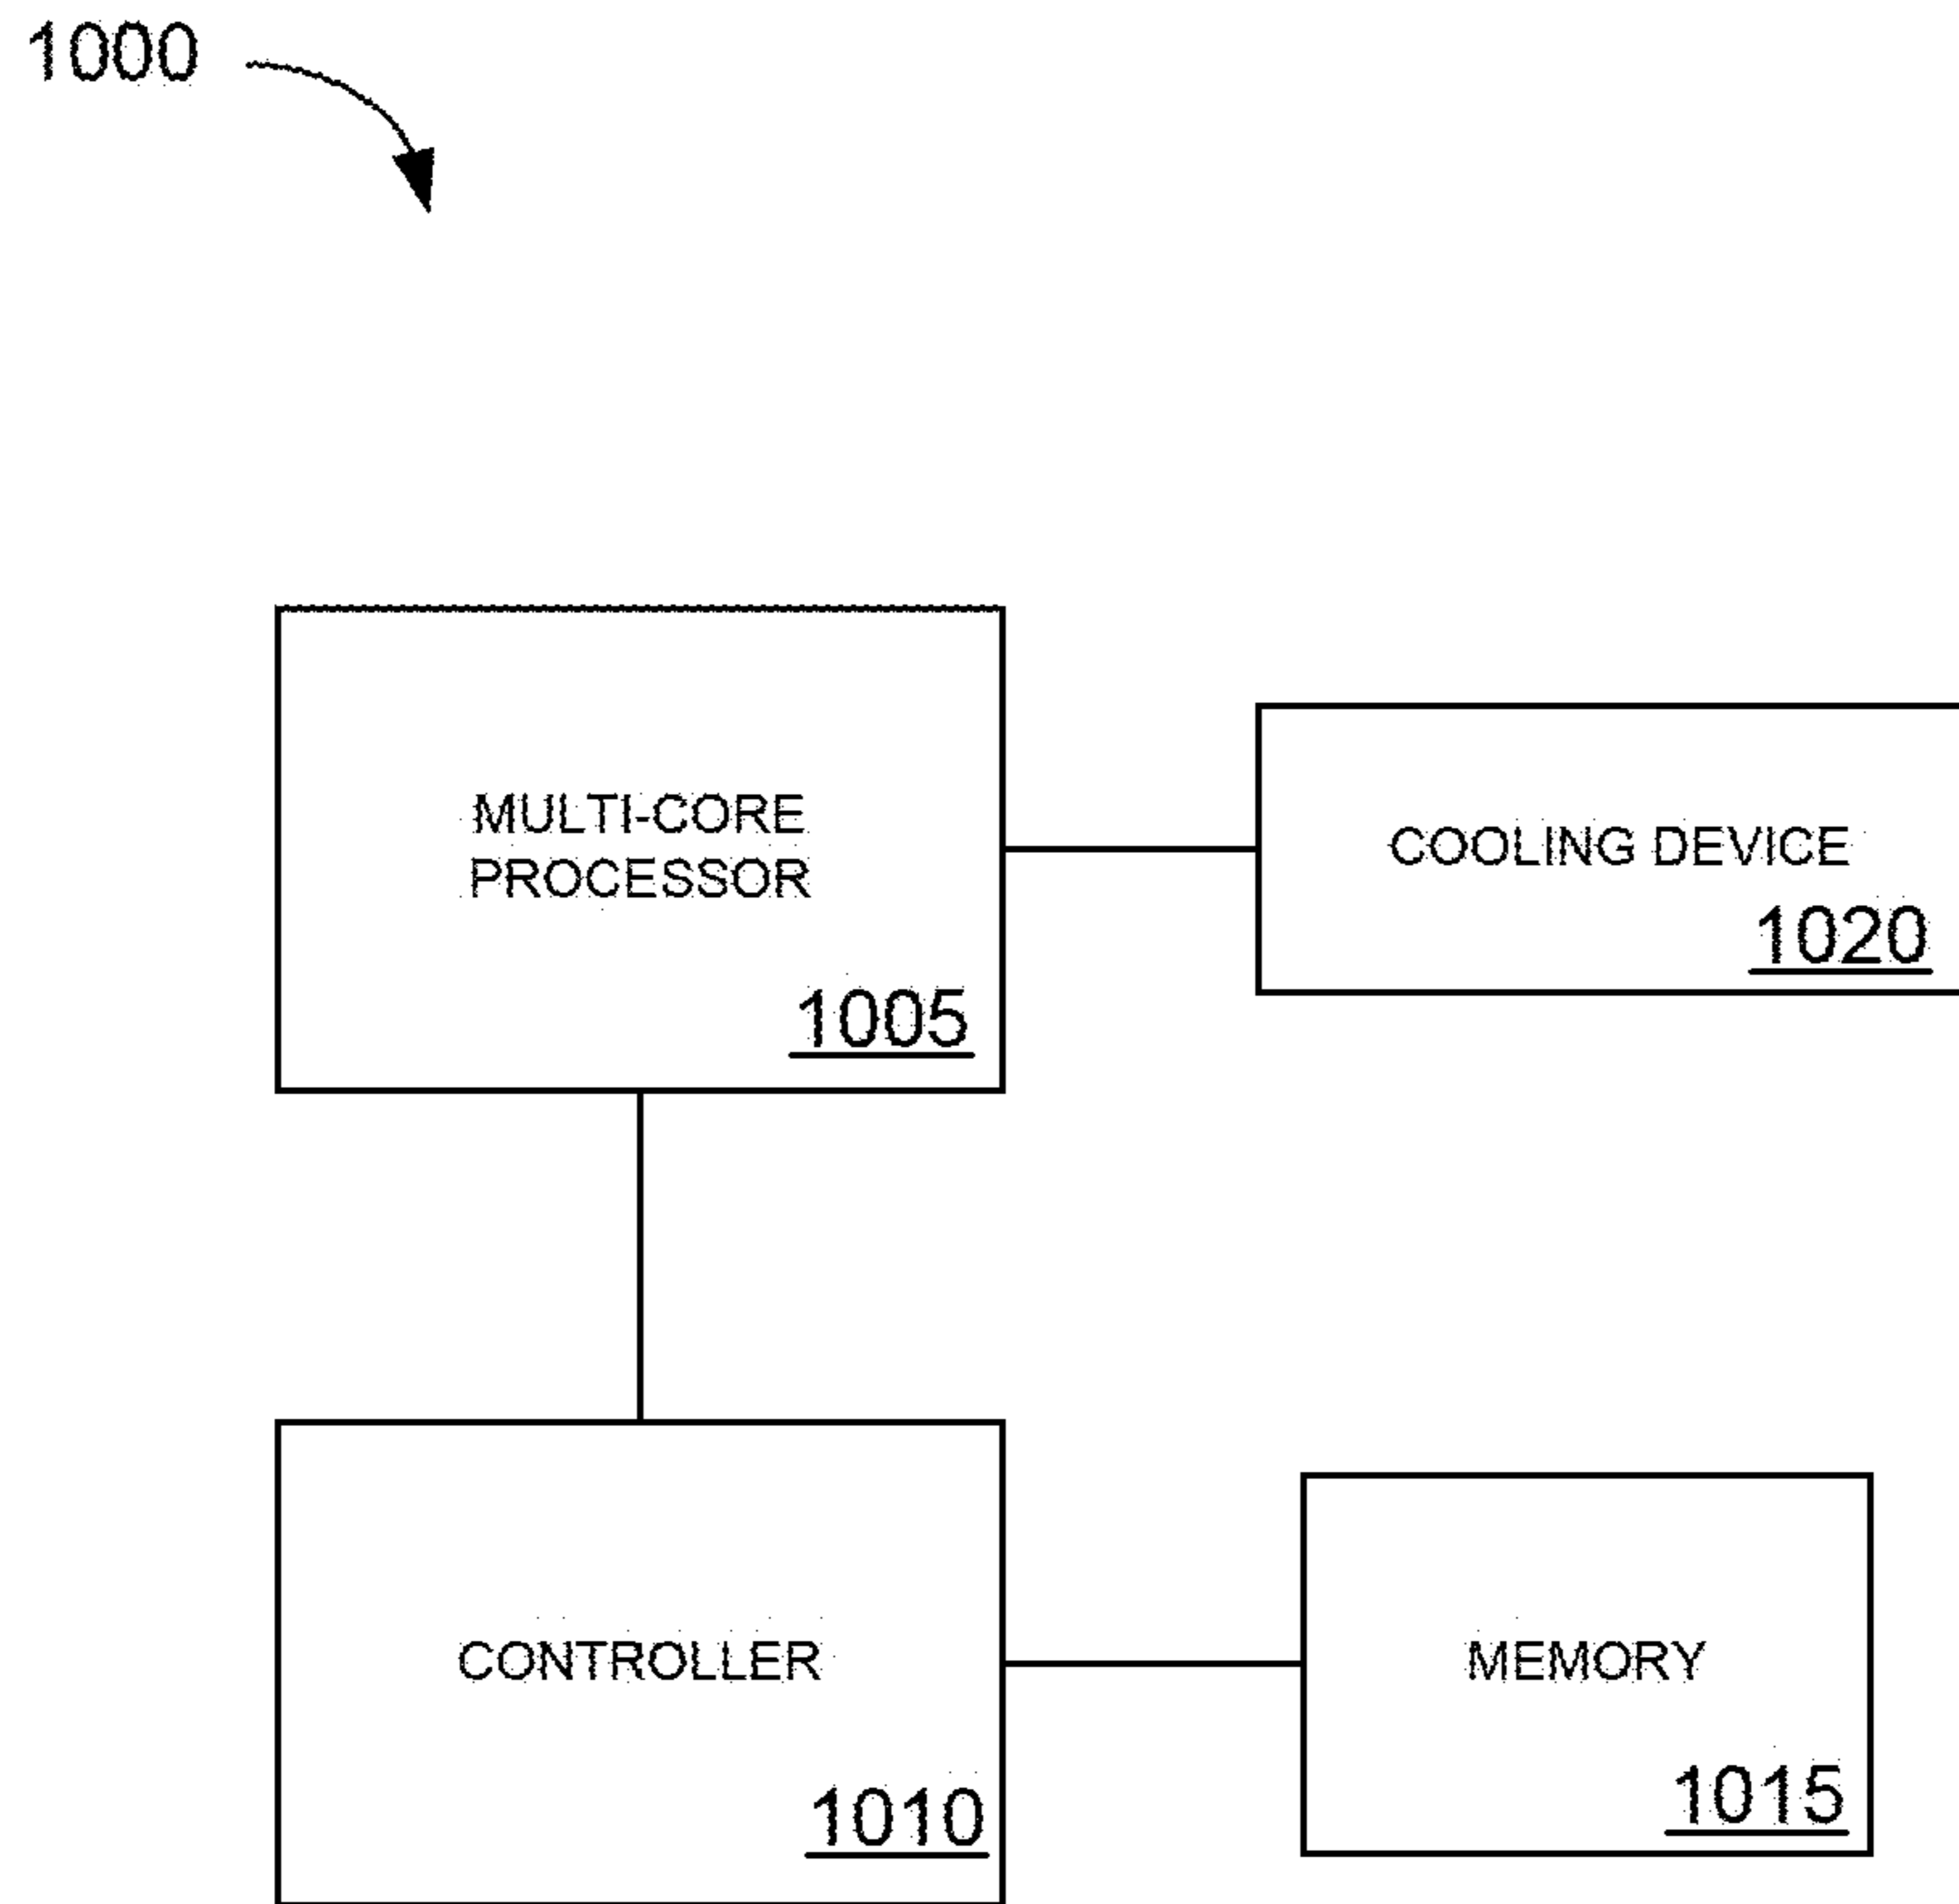 1000
MULTI-CORE
PROCESSOR
1005
COOLING DEVICE
1020
CONTROLLER
1010
MEMORY
1015